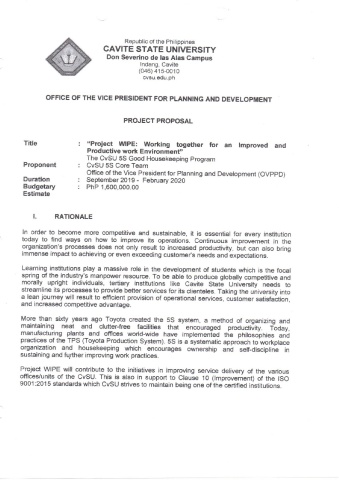 Republic of the Philippines
CAVITE STATE UNIVERSITY
Don Severino de las Alas Campus
Indang, Cavite
(046) 415-0010
cvsu.edu.ph
OFFICE OF THE VICE PRESIDENT FOR PLANNING AND DEVELOPMENT
PROJECT PROPOSAL
Title : "Project WIPE: Working together for an Improved and
Productive work Environment"
The CvSU 5S Good Housekeeping Program
Proponent : CvSU 5S Core Team
Office of the Vice President for Planning and Development (OVPPD)
Duration : September 2019 - February 2020
Budgetary : PhP 1,600,000.00
Estimate
I. RATIONALE
In order to become more competitive and sustainable, it is essential for every institution
today to find ways on how to improve its operations. Continuous improvement in the
organization's processes does not only result to increased productivity, but can also bring
immense impact to achieving or even exceeding customer's needs and expectations.
Learning institutions play a massive role in the development of students which is the focal
spring of the industry's manpower resource. To be able to produce globally competitive and
morally upright individuals, tertiary institutions like Cavite State University needs to
streamline its processes to provide better services for its clienteles. Taking the university into
a lean journey will result to efficient provision of operational services, customer satisfaction,
and increased competitive advantage.
More than sixty years ago Toyota created the 5S system, a method of organizing and
maintaining neat and clutter-free facilities that encouraged productivity. Today,
manufacturing plants and offices world-wide have implemented the philosophies and
practices of the TPS (Toyota Production System). 5S is a systematic approach to workplace
organization and housekeeping which encourages ownership and self-discipline in
sustaining and further improving work practices.
Project WIPE will contribute to the initiatives in improving service delivery of the various
offices/units of the CvSU. This is also in support to Clause 10 (Improvement) of the ISO
9001:2015 standards which CvSU strives to maintain being one of the certified institutions.